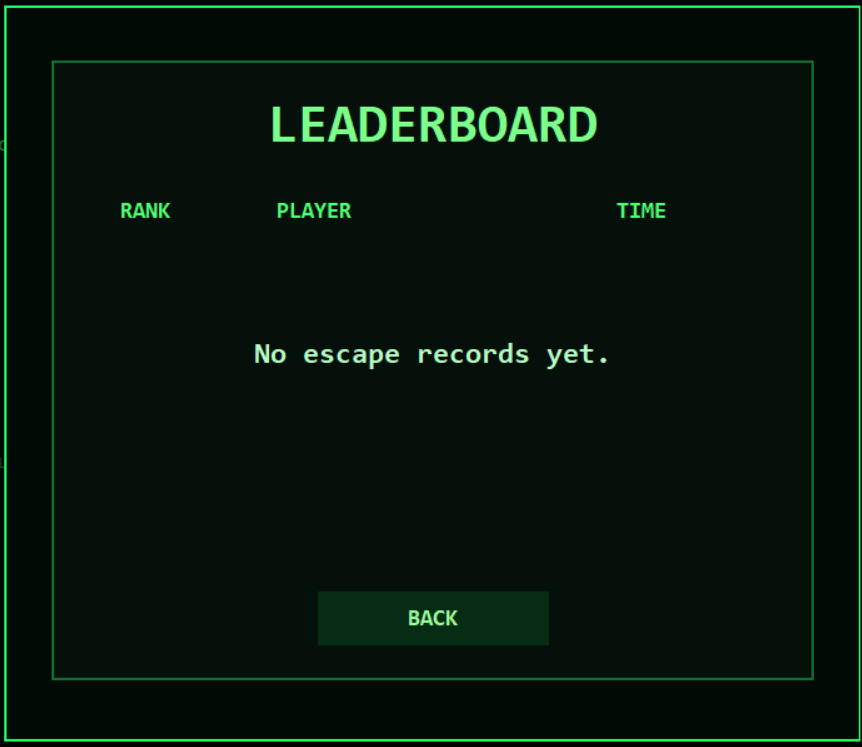 LEADERBOARD
RANK PLAYER TIME
No escape records yet.
BACK